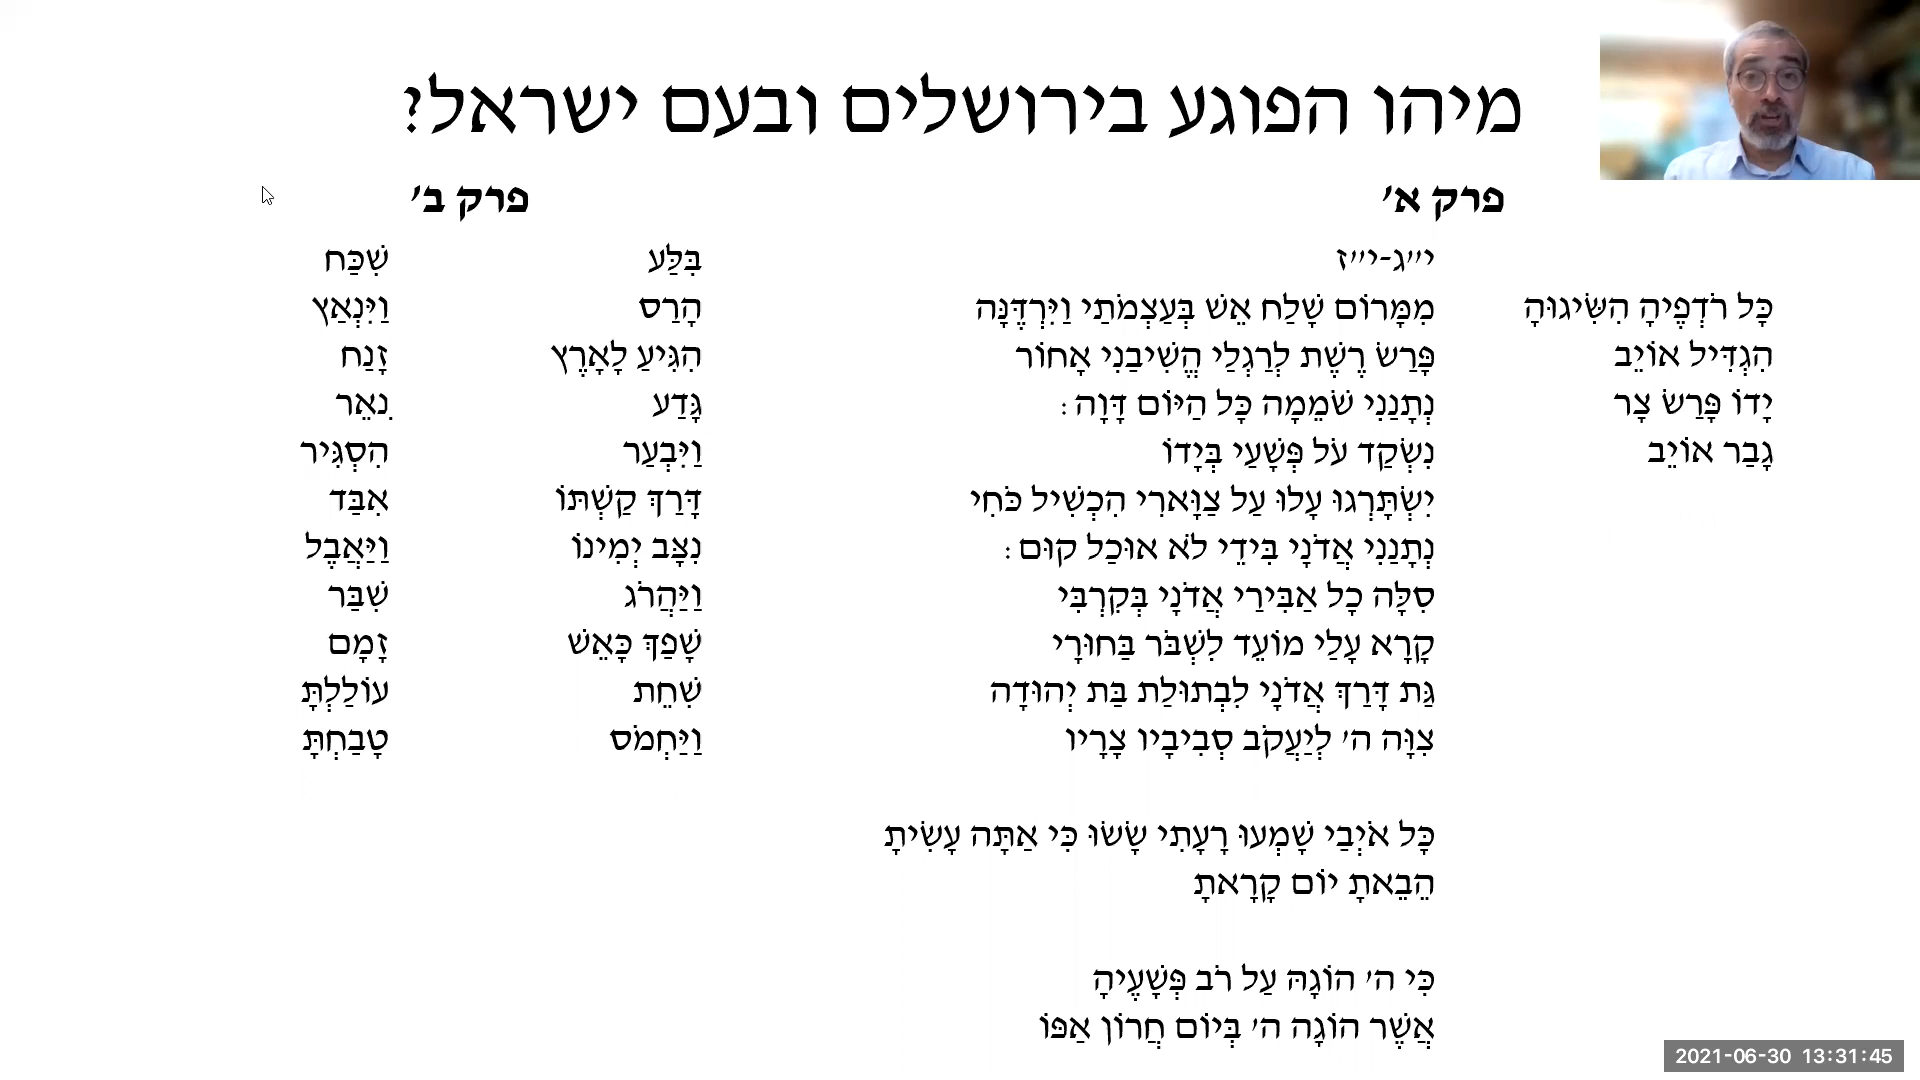 מיהו הפוגע בירושלים ובעם ישראל?
פרק א׳
כָּל רֹדְפֶיהָ הִשִּׂיגוּהָ
הִגְדִּיל אוֹיֵב
יָדוֹ פָּרַשׂ צָר
גָבַר אוֹיֵב
י״ג-י״ז
מִמָּרוֹם שָׁלַח אֵשׁ בְּעַצְמֹתַי וַיִּרְדֶּנָּה
פָּרַשׂ רֶשֶׁת לְרַגְלַי הֱשִׁיבַנִי אָחוֹר
נְתָנַנִי שֹׁמֵמָה כָּל הַיּוֹם דָּוָה:
נִשְׂקַד עֹל פְּשָׁעַי בְּיָדוֹ
יִשְׂתָּרְגוּ עָלוּ עַל צַוָּארִי הִכְשִׁיל כֹּחִי
נְתָנַנִי אֲדֹנָי בִּידֵי לֹא אוּכַל קוּם:
סִלָּה כָל אַבִּירַי אֲדֹנָי בְּקִרְבִּי
קָרָא עָלַי מוֹעֵד לִשְׁבֹּר בַּחוּרָי
גַּת דָּרַךְ אֲדֹנָי לִבְתוּלַת בַּת יְהוּדָה
צִוָּה ה׳ לְיַעֲקֹב סְבִיבָיו צָרָיו
כָּל אֹיְבַי שָׁמְעוּ רָעָתִי שָׂשׂוּ כִּי אַתָּה עָשִׂיתָ
הֵבֵאתָ יוֹם קָרָאתָ
כִּי ה׳ הוֹגָהּ עַל רֹב פְּשָׁעֶיהָ
אֲשֶׁר הוֹגָה ה׳ בְּיוֹם חֲרוֹן אַפּוֹ
פרק ב׳
בִּלַּע
הָרַס
הִגִּיעַ לָאָרֶץ
גָּדַע
וַיִּבְעַר
דָּרַךְ קַשְׁתּוֹ
נִצָּב יְמִינוֹ
וַיַּהֲרֹג
שָׁפַךְ כָּאֵשׁ
שִׁחֵת
וַיַּחְמֹס
שִׁכַּח
וַיִּנְאַץ
זָנַח
נִאֵר
הִסְגִּיר
אִבַּד
וַיַּאֲבֶל
שִׁבַּר
זָמָם
עוֹלַלְתָּ
טָבַחְתָּ
2021-06-30 13:31:45